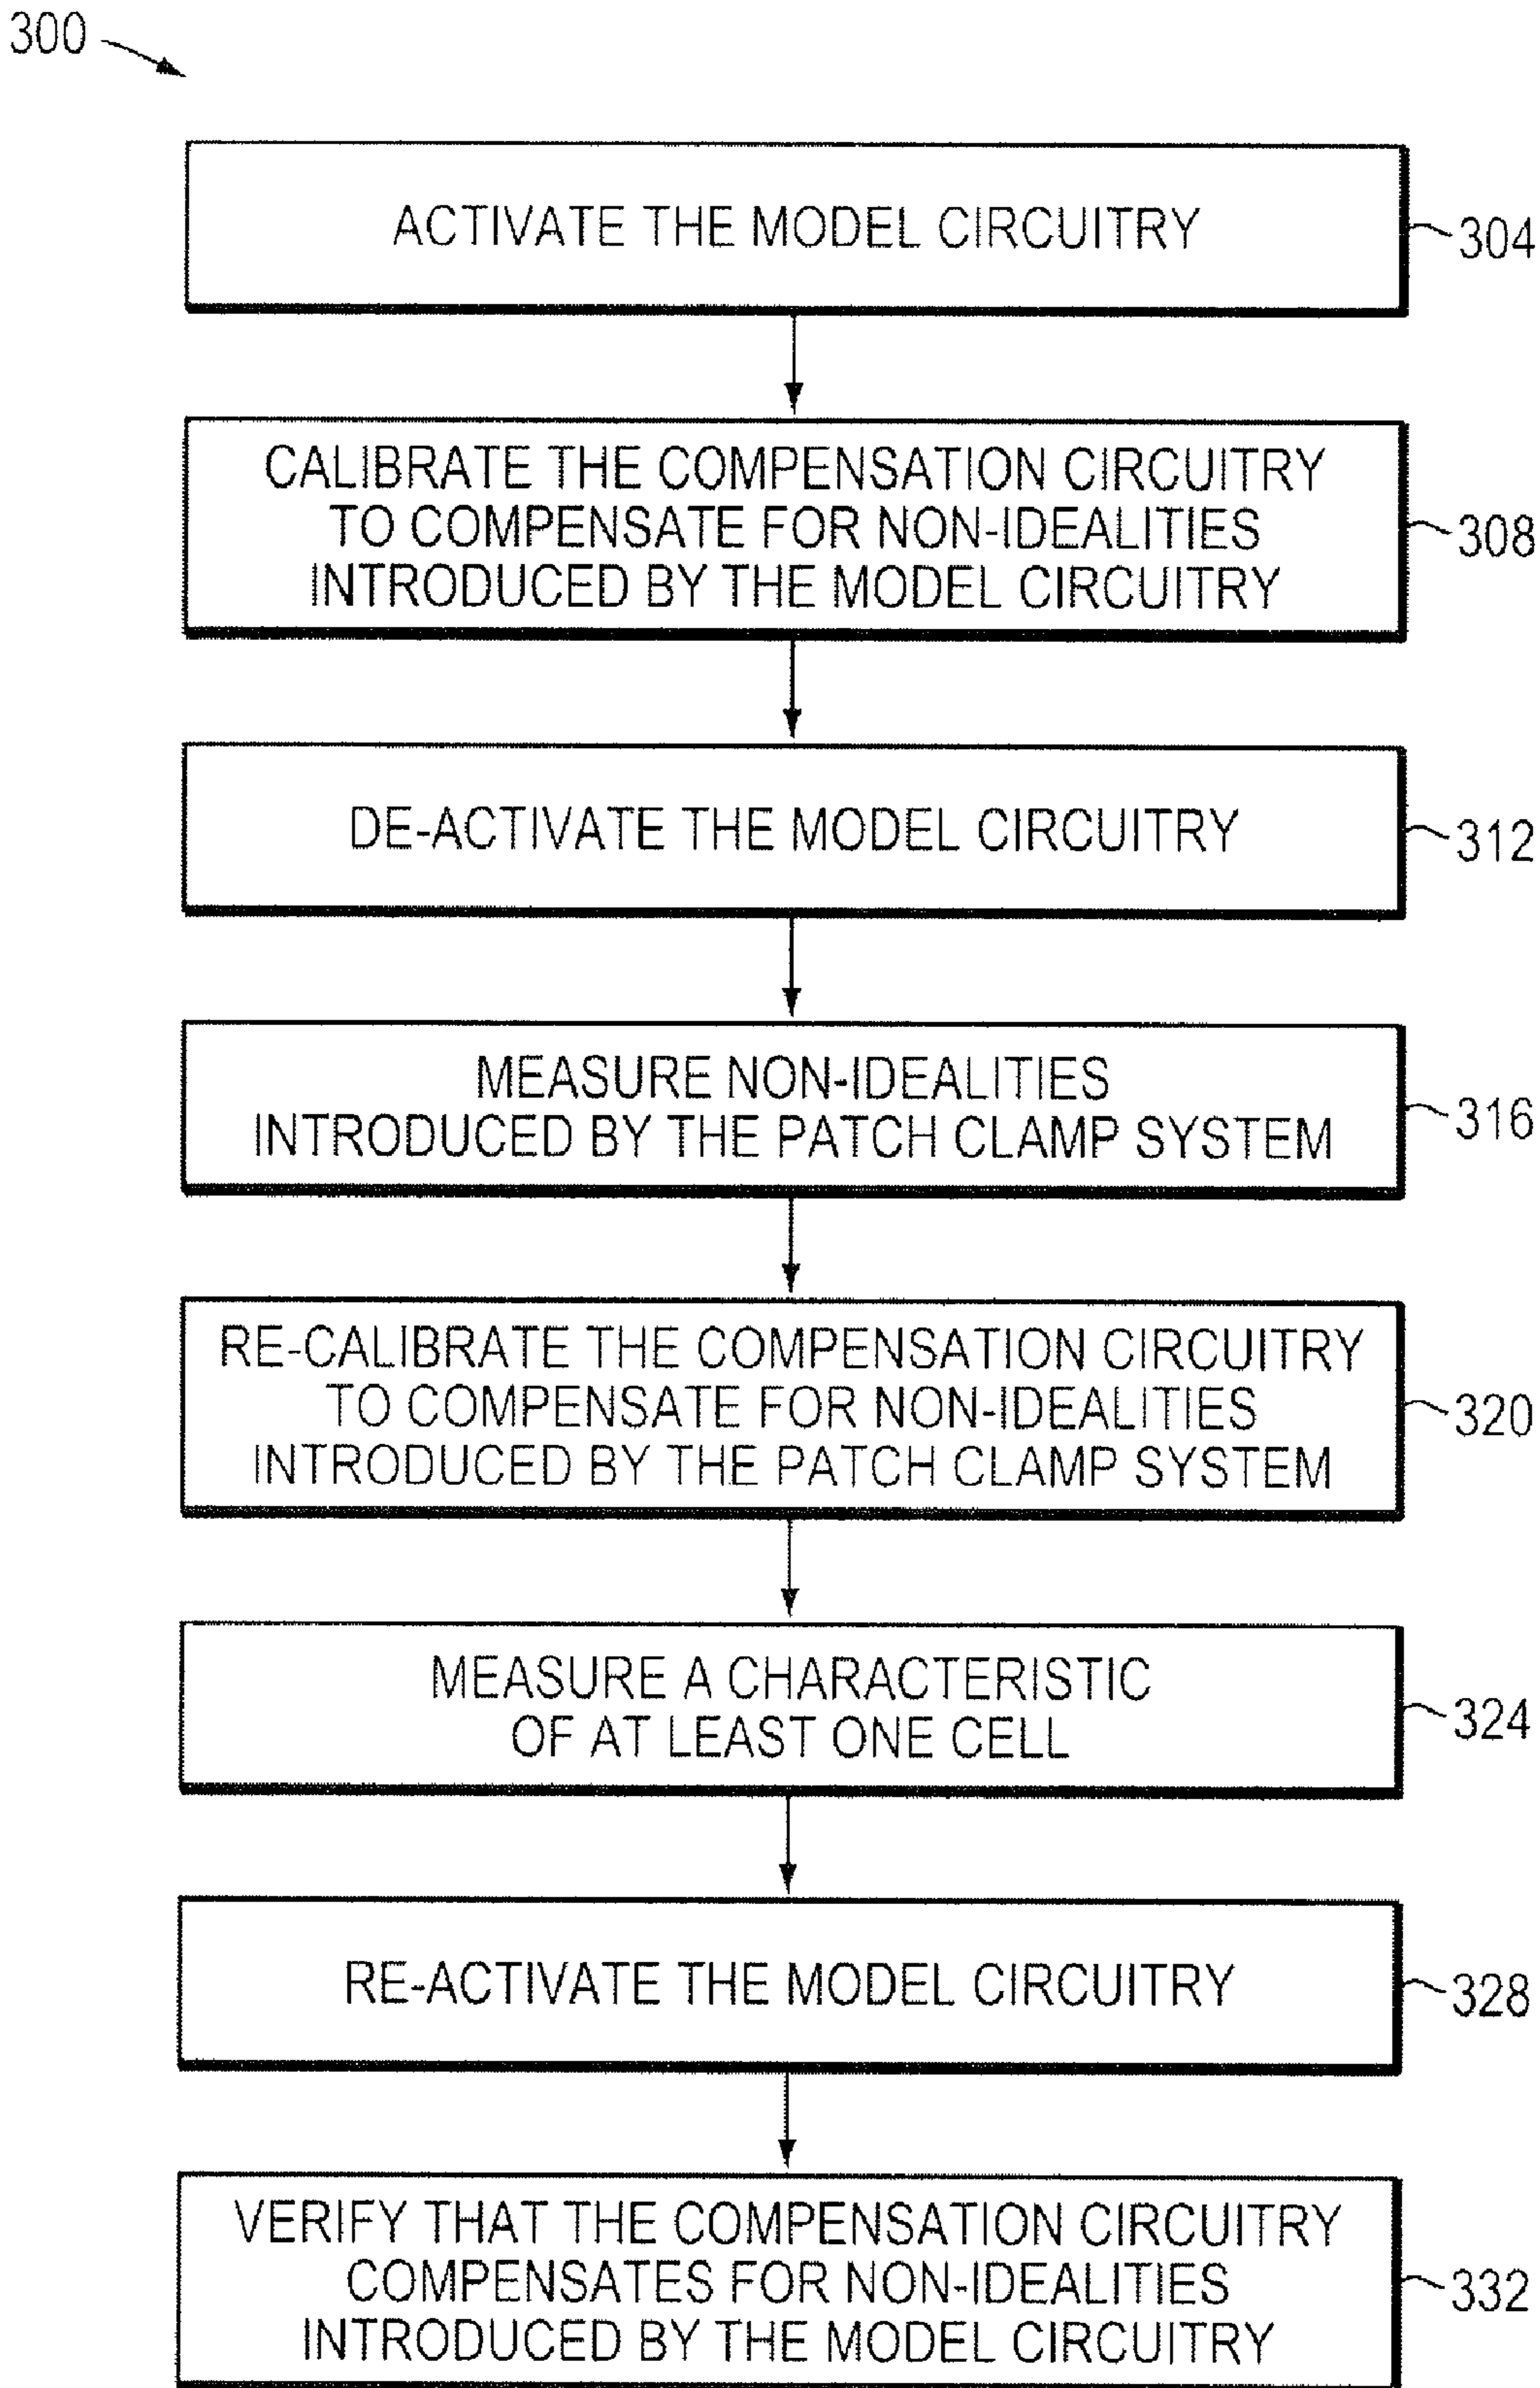 300
ACTIVATE THE MODEL CIRCUITRY
304
CALIBRATE THE COMPENSATION CIRCUITRY
TO COMPENSATE FOR NON-IDEALITIES
INTRODUCED BY THE MODEL CIRCUITRY
308
DE-ACTIVATE THE MODEL CIRCUITRY
312
MEASURE NON-IDEALITIES
INTRODUCED BY THE PATCH CLAMP SYSTEM
316
RE-CALIBRATE THE COMPENSATION CIRCUITRY
TO COMPENSATE FOR NON-IDEALITIES
INTRODUCED BY THE PATCH CLAMP SYSTEM
320
MEASURE A CHARACTERISTIC
OF AT LEAST ONE CELL
324
RE-ACTIVATE THE MODEL CIRCUITRY
328
VERIFY THAT THE COMPENSATION CIRCUITRY
COMPENSATES FOR NON-IDEALITIES
INTRODUCED BY THE MODEL CIRCUITRY
332